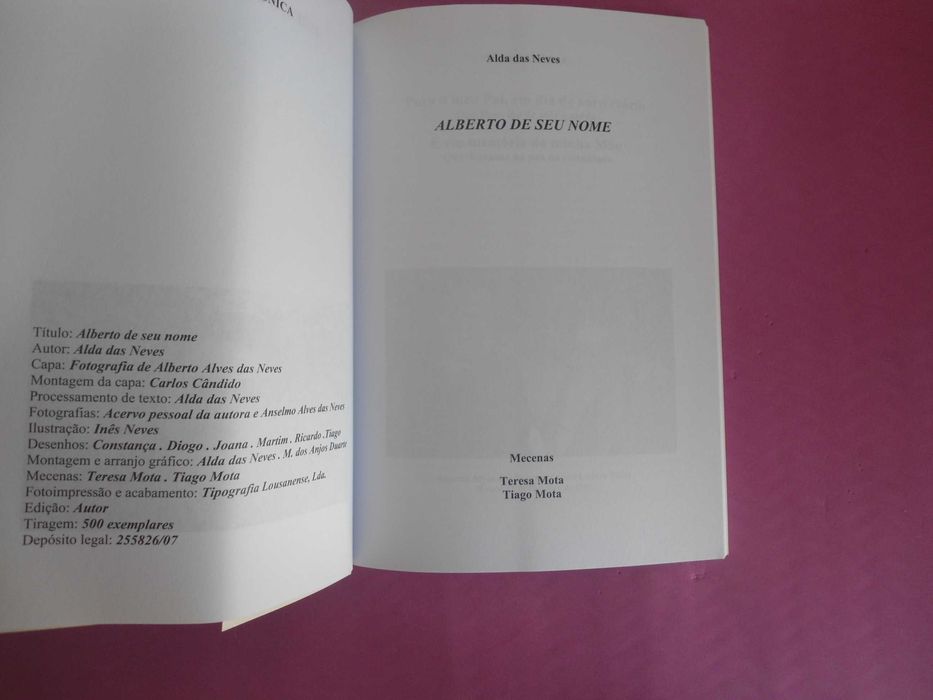 Título: Alberto de seu nome
Autor: Alda das Neves
Capa: Fotografia de Alberto Alves das Neves
Montagem da capa: Carlos Cândido
Processamento de texto: Alda das Neves
Fotografias: Acervo pessoal da autora e Anselmo Alves das Neves
Ilustração: Inês Neves
Desenhos: Constança . Diogo . Joana . Martim . Ricardo .Tiago
Montagem e arranjo gráfico: Alda das Neves . M. dos Anjos Duarte
Mecenas: Teresa Mota . Tiago Mota
Fotoimpressão e acabamento: Tipografia Lousanense, Lda.
Edição: Autor
Tiragem: 500 exemplares
Depósito legal: 255826/07
Alda das Neves
ALBERTO DE SEU NOME
Mecenas
Teresa Mota
Tiago Mota